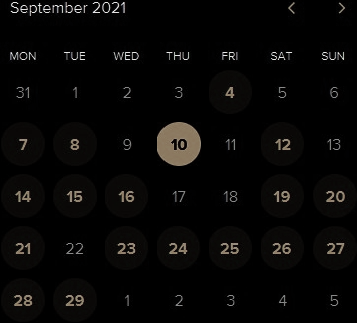 September 2021
MON TUE WED THU FRI SAT SUN
31 1 2 3 4 5 6
7 8 9 10 11 12 13
14 15 16 17 18 19 20
21 22 23 24 25 26 27
28 29 1 2 3 4 5